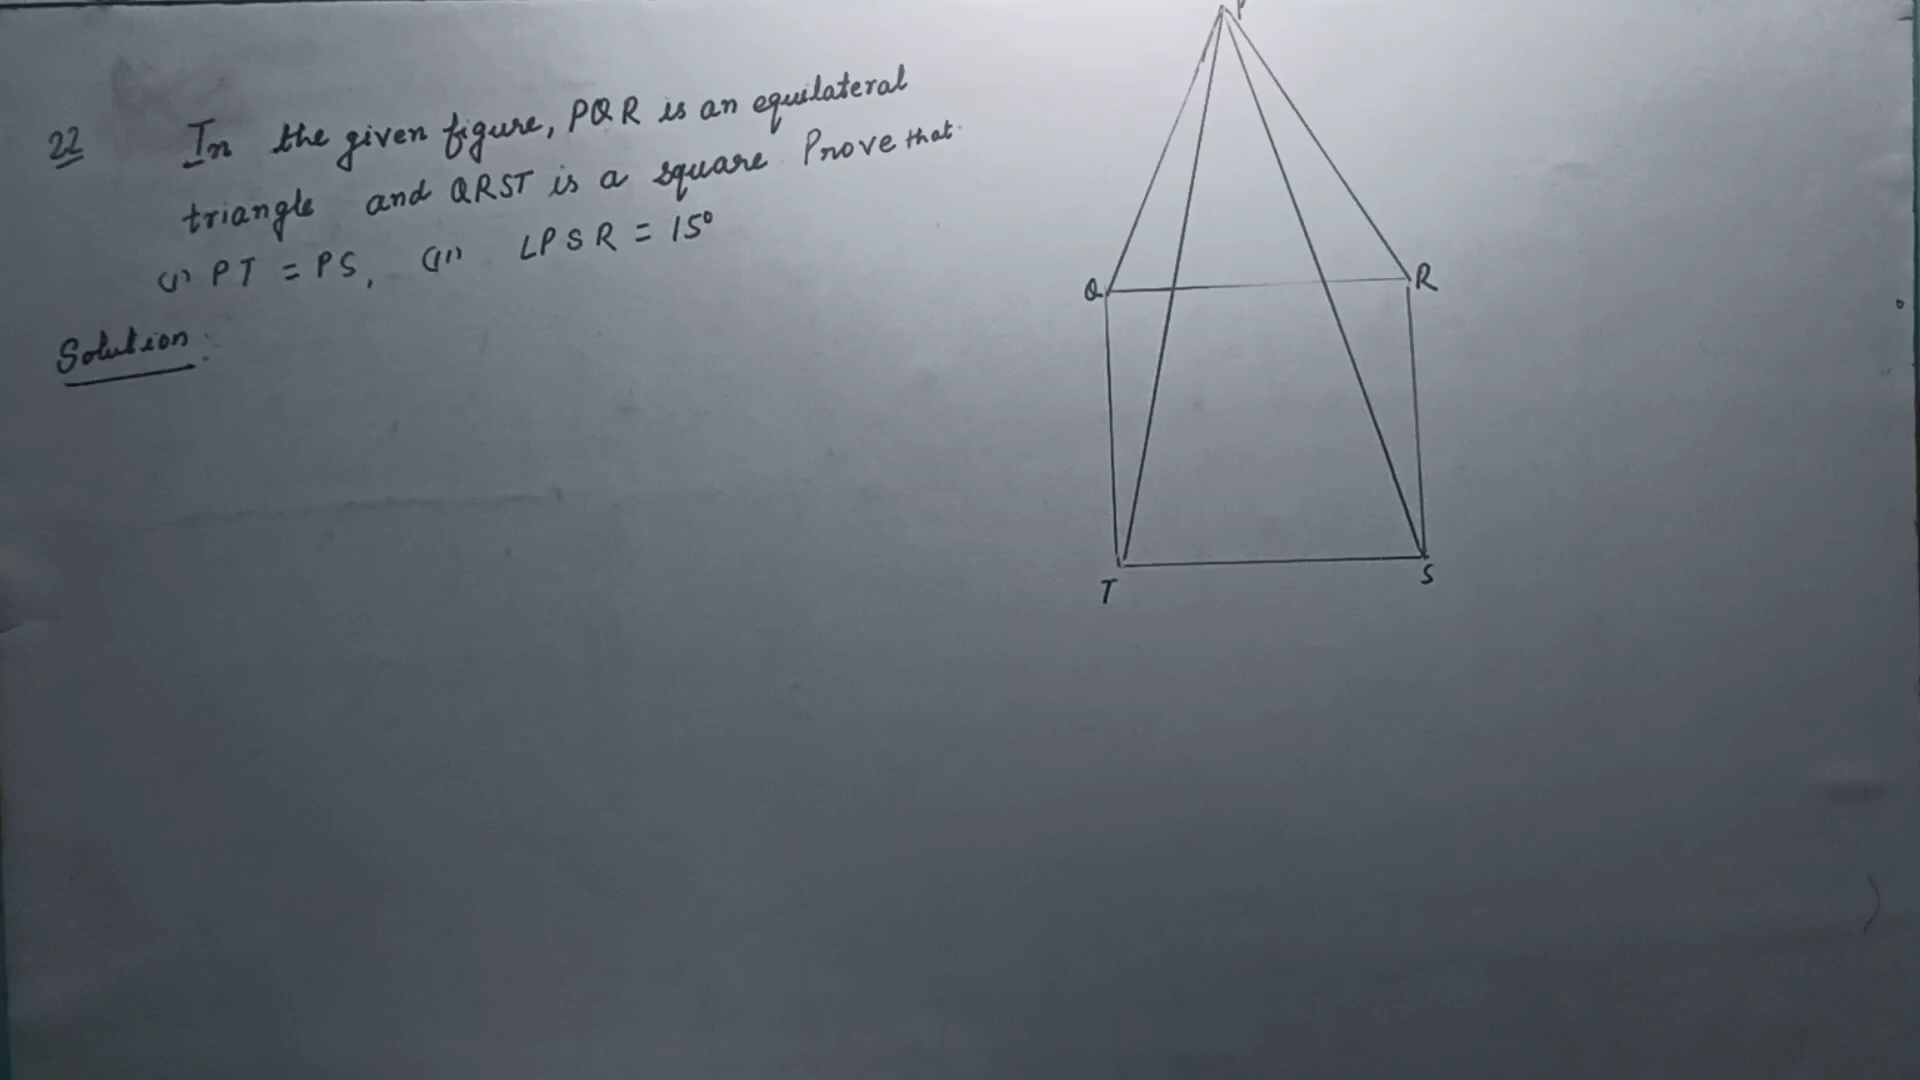 22 In the given figure, PQR is an equilateral
triangle and QRST is a square Prove that
(i) PT = PS, (ii) ∠PSR = 15°
Solution:
P
Q
R
T
S